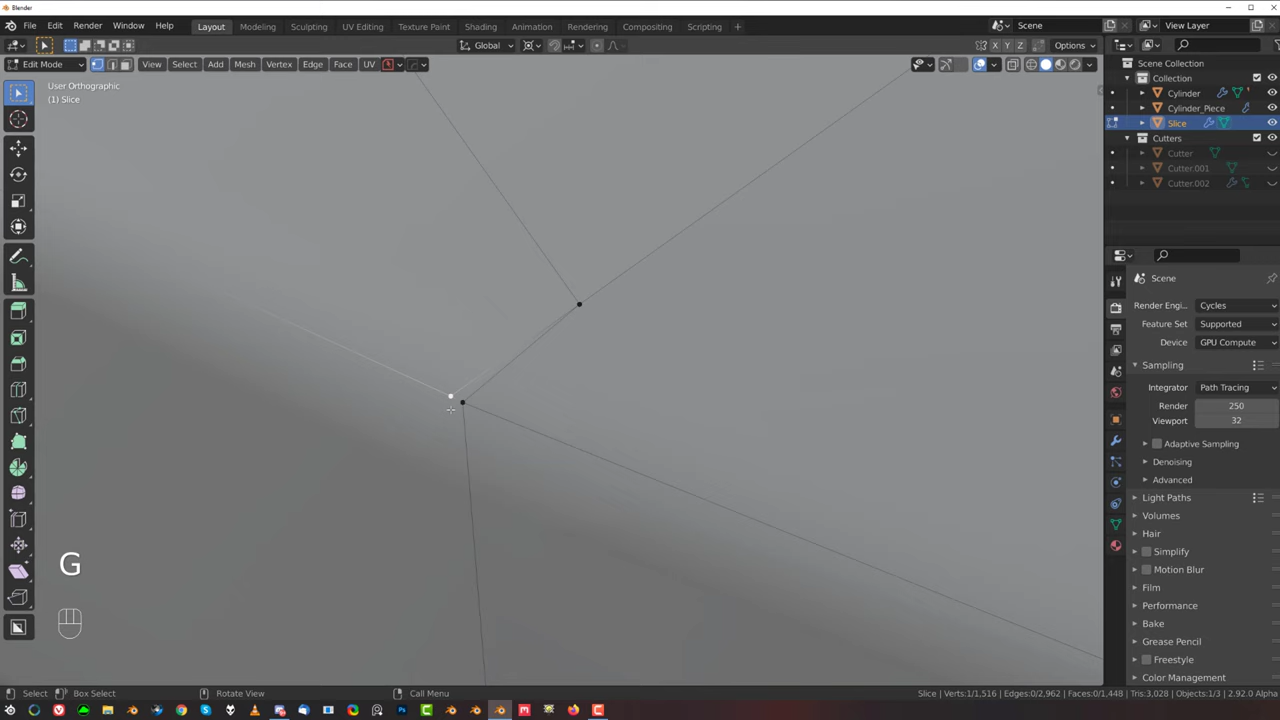 Blender
File Edit Render Window Help Layout Modeling Sculpting UV Editing Texture Paint Shading Animation Rendering Compositing Scripting + Scene View Layer
Global X Y Z Options
Edit Mode View Select Add Mesh Vertex Edge Face UV
User Orthographic
(1) Slice
Scene Collection
Collection
Cylinder
Cylinder_Piece
Slice
Cutters
Cutter
Cutter.001
Cutter.002
Scene
Render Engi... Cycles
Feature Set Supported
Device GPU Compute
Sampling
Integrator Path Tracing
Render 250
Viewport 32
Adaptive Sampling
Denoising
Advanced
Light Paths
Volumes
Hair
Simplify
Motion Blur
Film
Performance
Bake
Grease Pencil
Freestyle
Color Management
G
Select Box Select Rotate View Call Menu Slice | Verts:1/1,516 | Edges:0/2,962 | Faces:0/1,448 | Tris:3,028 | Objects:1/3 | 2.92.0 Alpha